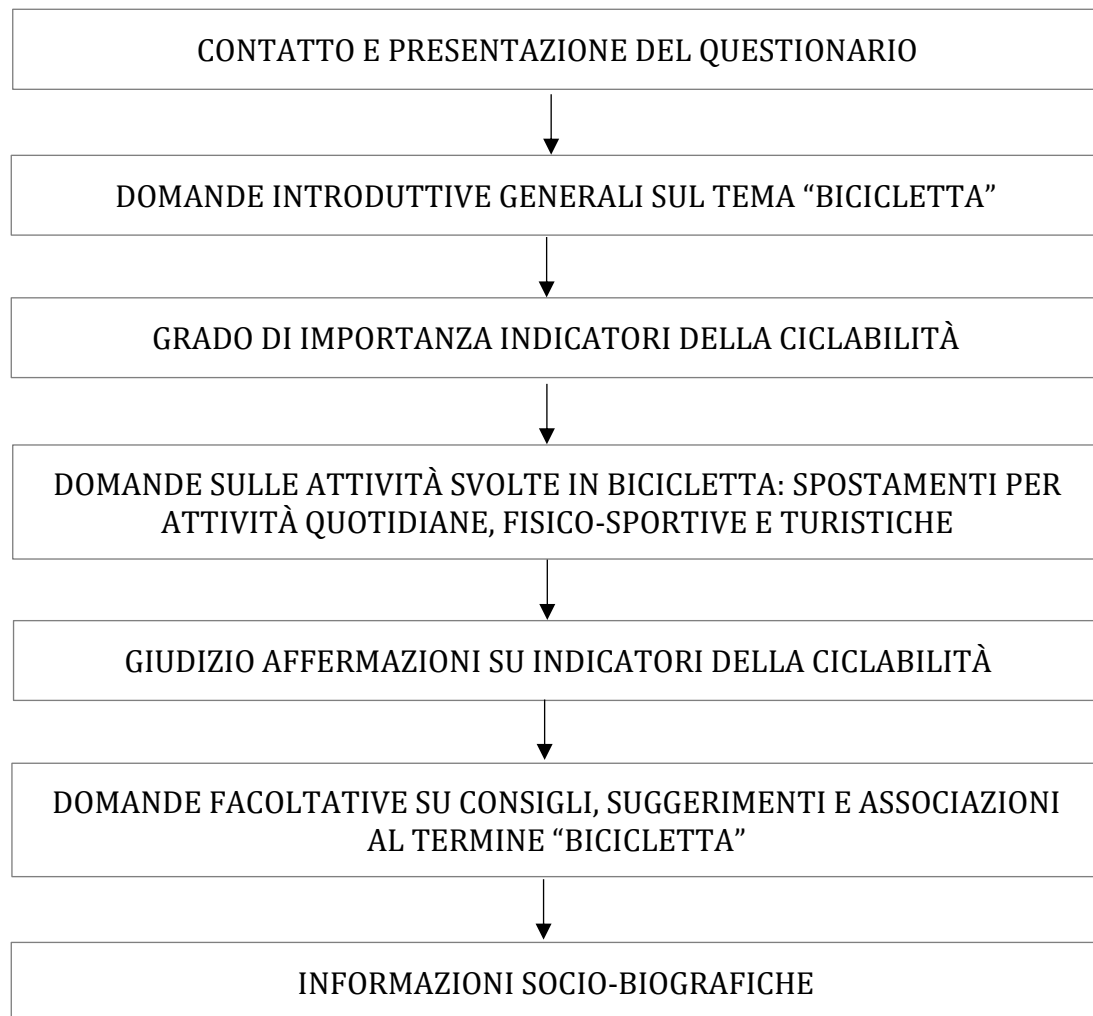 CONTATTO E PRESENTAZIONE DEL QUESTIONARIO
DOMANDE INTRODUTTIVE GENERALI SUL TEMA “BICICLETTA”
GRADO DI IMPORTANZA INDICATORI DELLA CICLABILITÀ
DOMANDE SULLE ATTIVITÀ SVOLTE IN BICICLETTA: SPOSTAMENTI PER
ATTIVITÀ QUOTIDIANE, FISICO-SPORTIVE E TURISTICHE
GIUDIZIO AFFERMAZIONI SU INDICATORI DELLA CICLABILITÀ
DOMANDE FACOLTATIVE SU CONSIGLI, SUGGERIMENTI E ASSOCIAZIONI
AL TERMINE “BICICLETTA”
INFORMAZIONI SOCIO-BIOGRAFICHE